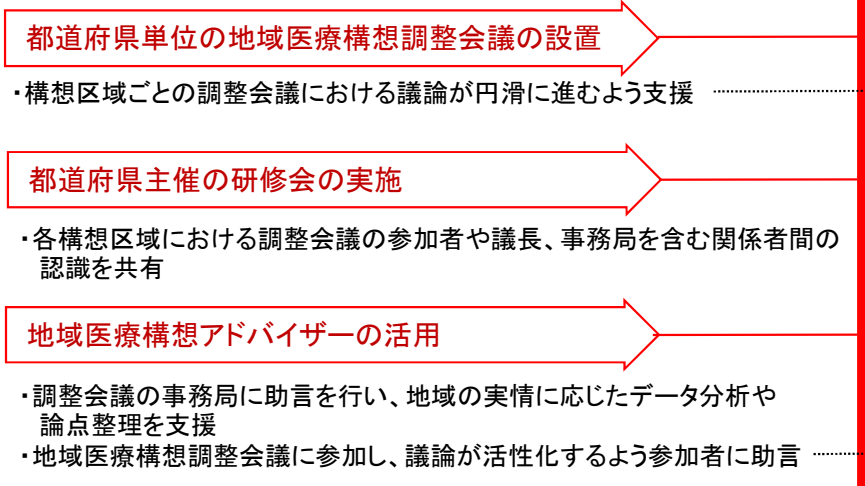 都道府県単位の地域医療構想調整会議の設置
・構想区域ごとの調整会議における議論が円滑に進むよう支援
都道府県主催の研修会の実施
・各構想区域における調整会議の参加者や議長、事務局を含む関係者間の
認識を共有
地域医療構想アドバイザーの活用
・調整会議の事務局に助言を行い、地域の実情に応じたデータ分析や
論点整理を支援
・地域医療構想調整会議に参加し、議論が活性化するよう参加者に助言